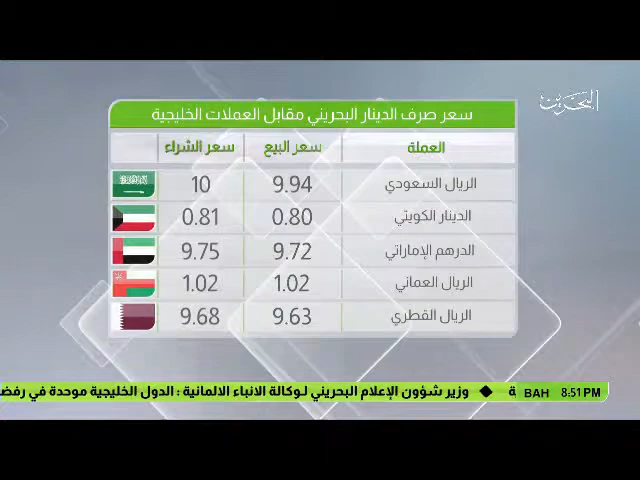 البحرين
سعر صرف الدينار البحريني مقابل العملات الخليجية
العملة سعر البيع سعر الشراء
الريال السعودي 9.94 10
الدينار الكويتي 0.80 0.81
الدرهم الإماراتي 9.72 9.75
الريال العماني 1.02 1.02
الريال القطري 9.63 9.68
BAH 8:51 PM
ة ◆ وزير شؤون الإعلام البحريني لـوكالة الانباء الالمانية : الدول الخليجية موحدة في رفضـ